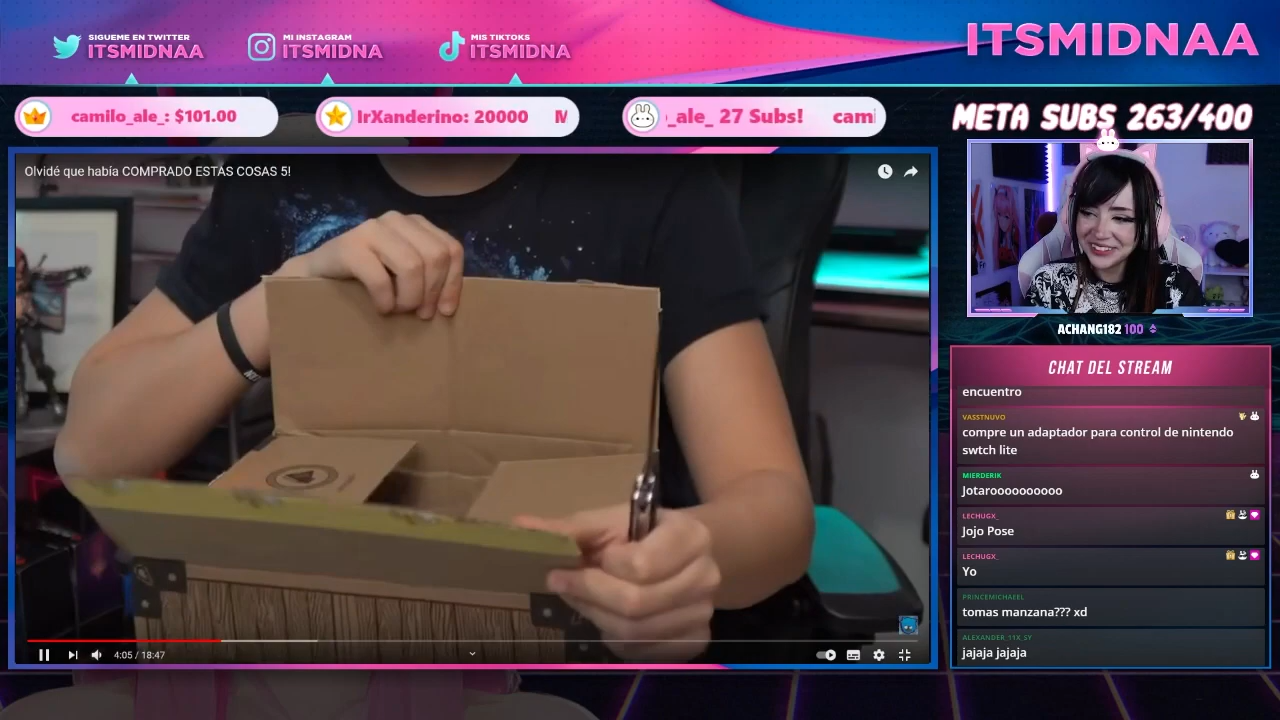 SIGUEME EN TWITTER
ITSMIDNAA
MI INSTAGRAM
ITSMIDNA
MIS TIKTOKS
ITSMIDNA
ITSMIDNAA
camilo_ale_: $101.00
IrXanderino: 20000 M
_ale_ 27 Subs! cami
META SUBS 263/400
Olvidé que había COMPRADO ESTAS COSAS 5!
ACHANG182 100
CHAT DEL STREAM
encuentro
VASSTNUVO
compre un adaptador para control de nintendo
swtch lite
MIERDERIK
Jotaroooooooooo
LECHUGX_
Jojo Pose
LECHUGX_
Yo
PRINCEMICHAEEL
tomas manzana??? xd
ALEXANDER_11X_SY
jajaja jajaja
4:05 / 18:47